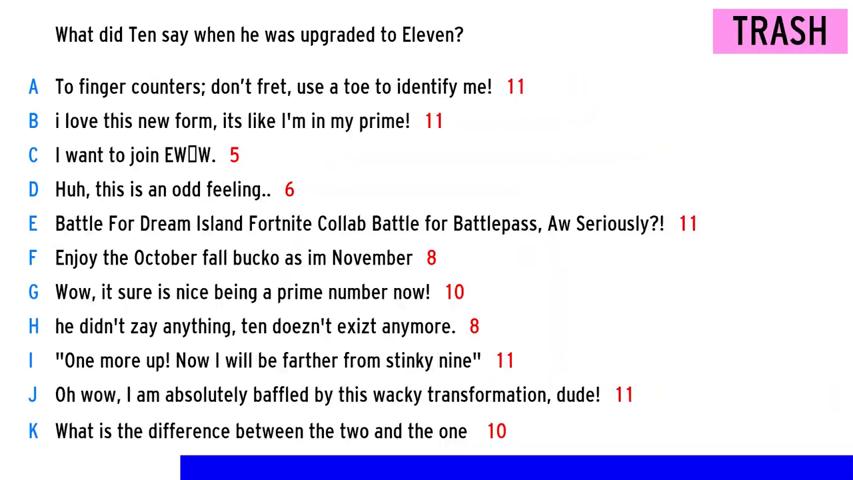 What did Ten say when he was upgraded to Eleven?
TRASH
A To finger counters; don't fret, use a toe to identify me! 11
B i love this new form, its like I'm in my prime! 11
C I want to join EW▯W. 5
D Huh, this is an odd feeling.. 6
E Battle For Dream Island Fortnite Collab Battle for Battlepass, Aw Seriously?! 11
F Enjoy the October fall bucko as im November 8
G Wow, it sure is nice being a prime number now! 10
H he didn't zay anything, ten doezn't exizt anymore. 8
I "One more up! Now I will be farther from stinky nine" 11
J Oh wow, I am absolutely baffled by this wacky transformation, dude! 11
K What is the difference between the two and the one 10